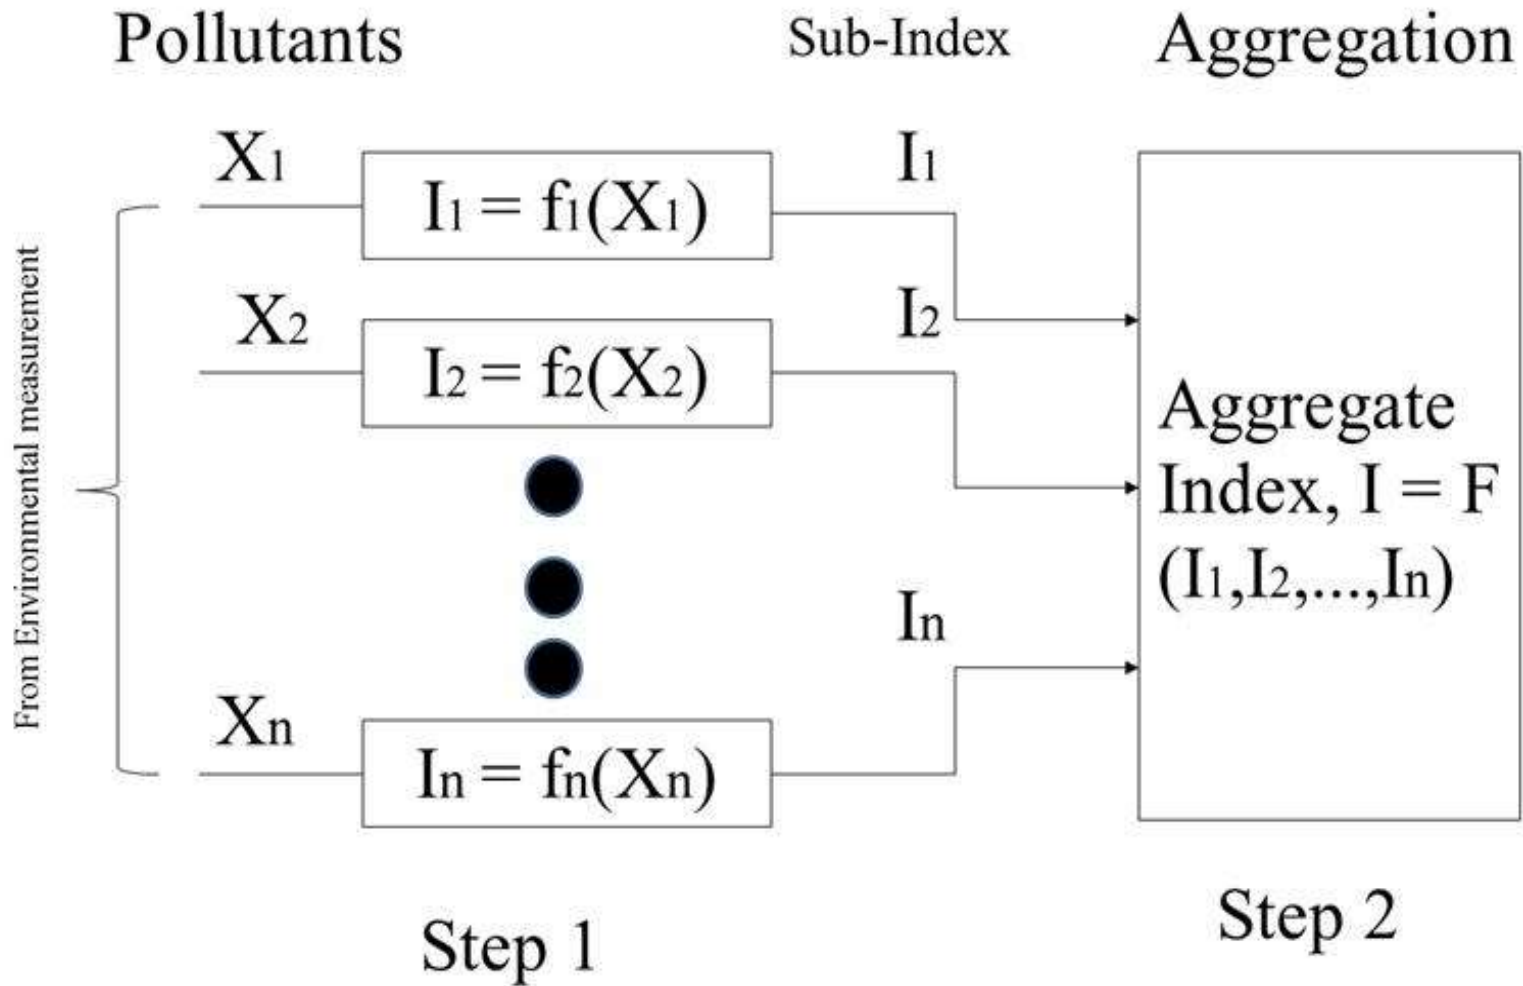 Pollutants
Sub-Index
Aggregation
From Environmental measurement
X1
I1 = f1(X1)
I1
X2
I2 = f2(X2)
I2
Aggregate
Index, I = F
(I1,I2,...,In)
In
Xn
In = fn(Xn)
Step 1
Step 2